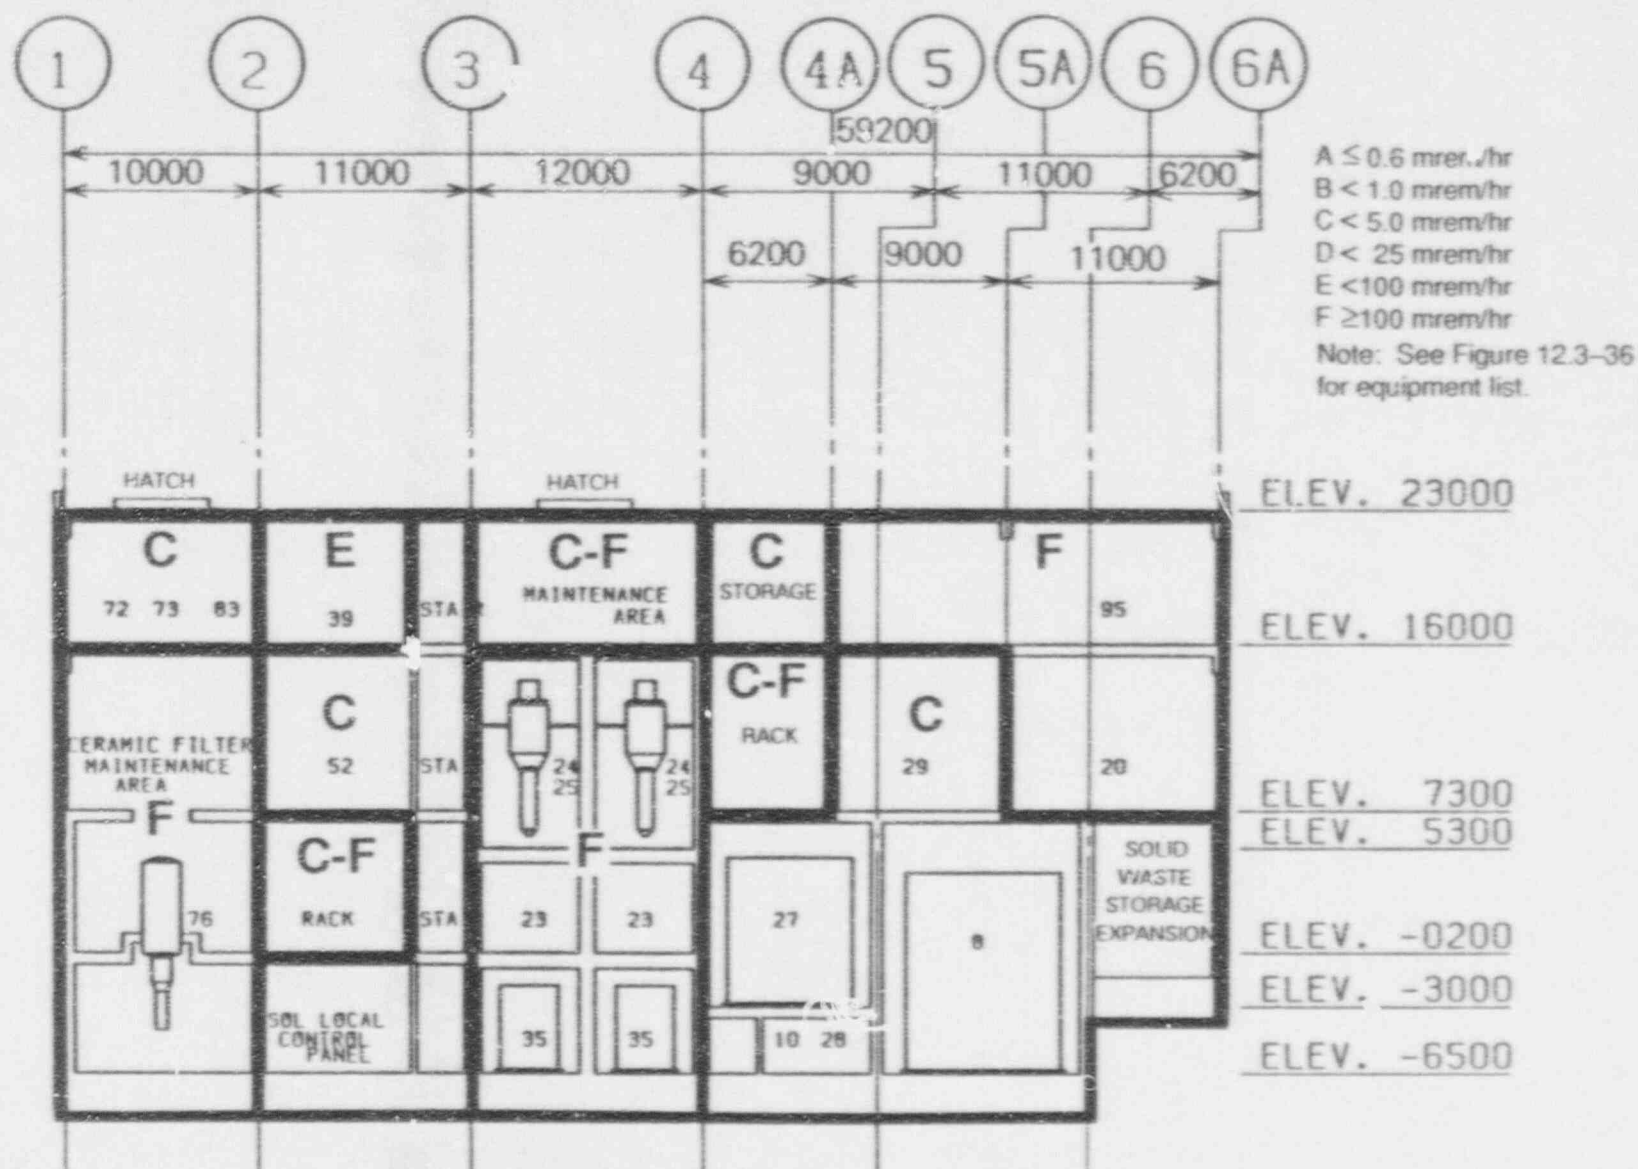 1 2 3 4 4A 5 5A 6 6A
59200
10000 11000 12000 9000 11000 6200
6200 9000 11000
A ≤ 0.6 /hr
B < 1.0 mrem/hr
C < 5.0 mrem/hr
D < 25 mrem/hr
E <100 mrem/hr
F ≥100 mrem/hr
Note: See Figure 12.3–36
for equipment list.
HATCH HATCH
ELEV. 23000
C E C-F C F
72 73 83 39 STA MAINTENANCE AREA STORAGE 95
ELEV. 16000
C C-F C
CERAMIC FILTER
MAINTENANCE
AREA
52 STA 24 24 RACK 29 20
25 25
ELEV. 7300
F
ELEV. 5300
C-F F
SOLID
WASTE
STORAGE
EXPANSION
76 RACK STA 23 23 27 8
ELEV. -0200
ELEV. -3000
SOL LOCAL
CONTROL
PANEL
35 35 10 28
ELEV. -6500